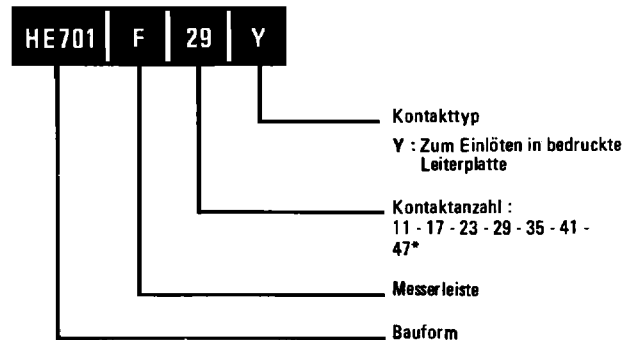 HE701 F 29 Y
Kontakttyp
Y : Zum Einlöten in bedruckte
Leiterplatte
Kontaktanzahl :
11 - 17 - 23 - 29 - 35 - 41 -
47*
Messerleiste
Bauform